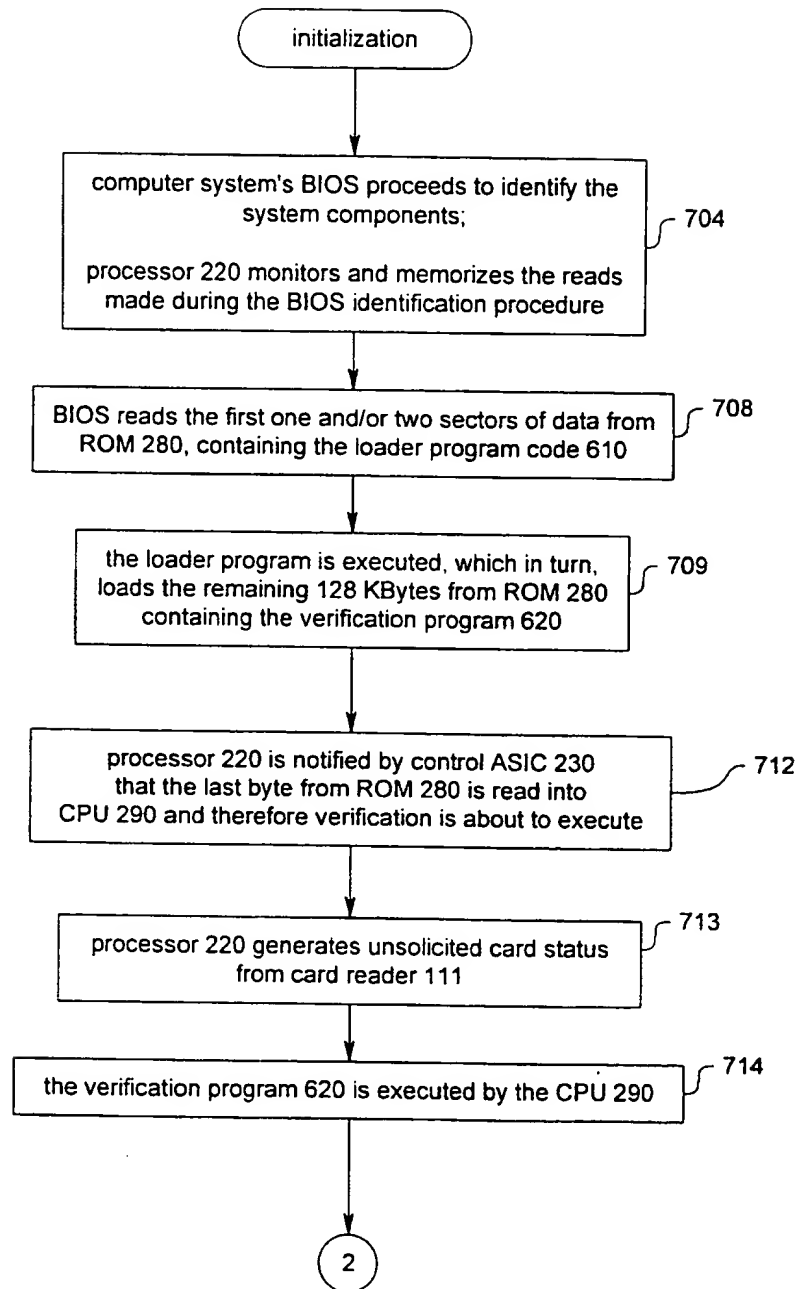 initialization
computer system's BIOS proceeds to identify the
system components;
processor 220 monitors and memorizes the reads
made during the BIOS identification procedure
704
BIOS reads the first one and/or two sectors of data from
ROM 280, containing the loader program code 610
708
the loader program is executed, which in turn,
loads the remaining 128 KBytes from ROM 280
containing the verification program 620
709
processor 220 is notified by control ASIC 230
that the last byte from ROM 280 is read into
CPU 290 and therefore verification is about to execute
712
processor 220 generates unsolicited card status
from card reader 111
713
the verification program 620 is executed by the CPU 290
714
2